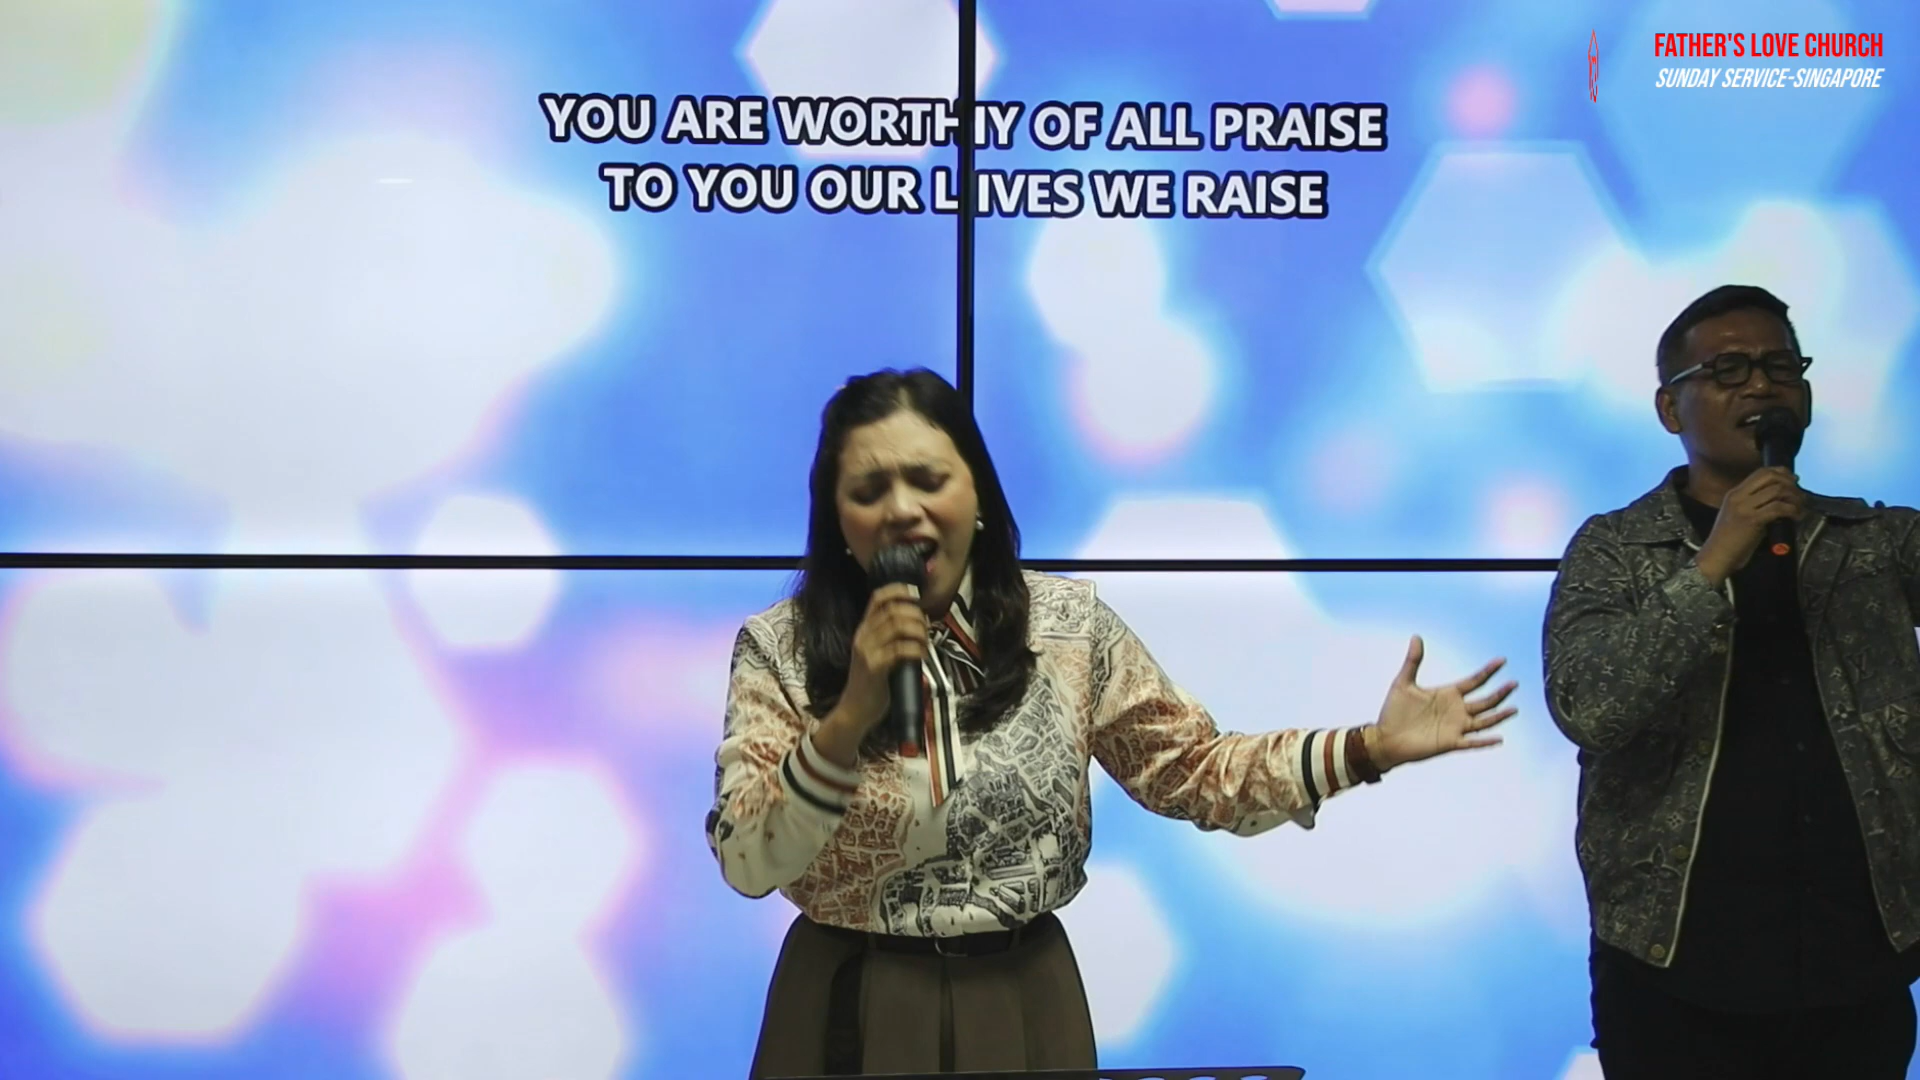 FATHER'S LOVE CHURCH
SUNDAY SERVICE-SINGAPORE
YOU ARE WORTHY OF ALL PRAISE
TO YOU OUR LIVES WE RAISE